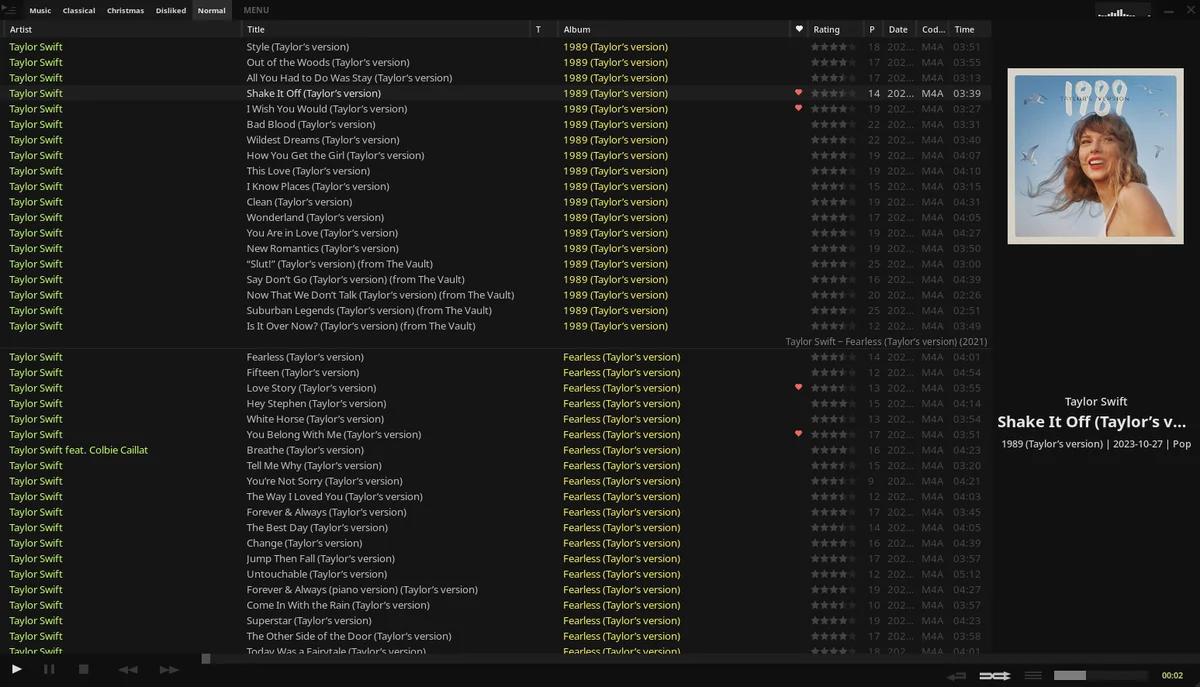 Music Classical Christmas Disliked Normal MENU
Artist Title T Album Rating P Date Cod... Time
Taylor Swift Style (Taylor’s version) 1989 (Taylor’s version) 18 202... M4A 03:51
Taylor Swift Out of the Woods (Taylor’s version) 1989 (Taylor’s version) 17 202... M4A 03:55
Taylor Swift All You Had to Do Was Stay (Taylor’s version) 1989 (Taylor’s version) 17 202... M4A 03:13
Taylor Swift Shake It Off (Taylor’s version) 1989 (Taylor’s version) 14 202... M4A 03:39
Taylor Swift I Wish You Would (Taylor’s version) 1989 (Taylor’s version) 19 202... M4A 03:27
Taylor Swift Bad Blood (Taylor’s version) 1989 (Taylor’s version) 22 202... M4A 03:31
Taylor Swift Wildest Dreams (Taylor’s version) 1989 (Taylor’s version) 22 202... M4A 03:40
Taylor Swift How You Get the Girl (Taylor’s version) 1989 (Taylor’s version) 19 202... M4A 04:07
Taylor Swift This Love (Taylor’s version) 1989 (Taylor’s version) 19 202... M4A 04:10
Taylor Swift I Know Places (Taylor’s version) 1989 (Taylor’s version) 15 202... M4A 03:15
Taylor Swift Clean (Taylor’s version) 1989 (Taylor’s version) 19 202... M4A 04:31
Taylor Swift Wonderland (Taylor’s version) 1989 (Taylor’s version) 17 202... M4A 04:05
Taylor Swift You Are in Love (Taylor’s version) 1989 (Taylor’s version) 19 202... M4A 04:27
Taylor Swift New Romantics (Taylor’s version) 1989 (Taylor’s version) 19 202... M4A 03:50
Taylor Swift “Slut!” (Taylor’s version) (from The Vault) 1989 (Taylor’s version) 25 202... M4A 03:00
Taylor Swift Say Don’t Go (Taylor’s version) (from The Vault) 1989 (Taylor’s version) 16 202... M4A 04:39
Taylor Swift Now That We Don’t Talk (Taylor’s version) (from The Vault) 1989 (Taylor’s version) 20 202... M4A 02:26
Taylor Swift Suburban Legends (Taylor’s version) (from The Vault) 1989 (Taylor’s version) 25 202... M4A 02:51
Taylor Swift Is It Over Now? (Taylor’s version) (from The Vault) 1989 (Taylor’s version) 12 202... M4A 03:49
Taylor Swift – Fearless (Taylor’s version) (2021)
Taylor Swift Fearless (Taylor’s version) Fearless (Taylor’s version) 14 202... M4A 04:01
Taylor Swift Fifteen (Taylor’s version) Fearless (Taylor’s version) 12 202... M4A 04:54
Taylor Swift Love Story (Taylor’s version) Fearless (Taylor’s version) 13 202... M4A 03:55
Taylor Swift Hey Stephen (Taylor’s version) Fearless (Taylor’s version) 15 202... M4A 04:14
Taylor Swift White Horse (Taylor’s version) Fearless (Taylor’s version) 13 202... M4A 03:54
Taylor Swift You Belong With Me (Taylor’s version) Fearless (Taylor’s version) 17 202... M4A 03:51
Taylor Swift feat. Colbie Caillat Breathe (Taylor’s version) Fearless (Taylor’s version) 16 202... M4A 04:23
Taylor Swift Tell Me Why (Taylor’s version) Fearless (Taylor’s version) 15 202... M4A 03:20
Taylor Swift You’re Not Sorry (Taylor’s version) Fearless (Taylor’s version) 9 202... M4A 04:21
Taylor Swift The Way I Loved You (Taylor’s version) Fearless (Taylor’s version) 12 202... M4A 04:03
Taylor Swift Forever & Always (Taylor’s version) Fearless (Taylor’s version) 17 202... M4A 03:45
Taylor Swift The Best Day (Taylor’s version) Fearless (Taylor’s version) 14 202... M4A 04:05
Taylor Swift Change (Taylor’s version) Fearless (Taylor’s version) 16 202... M4A 04:39
Taylor Swift Jump Then Fall (Taylor’s version) Fearless (Taylor’s version) 17 202... M4A 03:57
Taylor Swift Untouchable (Taylor’s version) Fearless (Taylor’s version) 12 202... M4A 05:12
Taylor Swift Forever & Always (piano version) (Taylor’s version) Fearless (Taylor’s version) 19 202... M4A 04:27
Taylor Swift Come In With the Rain (Taylor’s version) Fearless (Taylor’s version) 10 202... M4A 03:57
Taylor Swift Superstar (Taylor’s version) Fearless (Taylor’s version) 19 202... M4A 04:23
Taylor Swift The Other Side of the Door (Taylor’s version) Fearless (Taylor’s version) 17 202... M4A 03:58
Taylor Swift Today Was a Fairytale (Taylor’s version) Fearless (Taylor’s version) 18 202... M4A 04:01
1989
TAYLOR'S VERSION
Taylor Swift
Shake It Off (Taylor’s v...
1989 (Taylor’s version) | 2023-10-27 | Pop
00:02